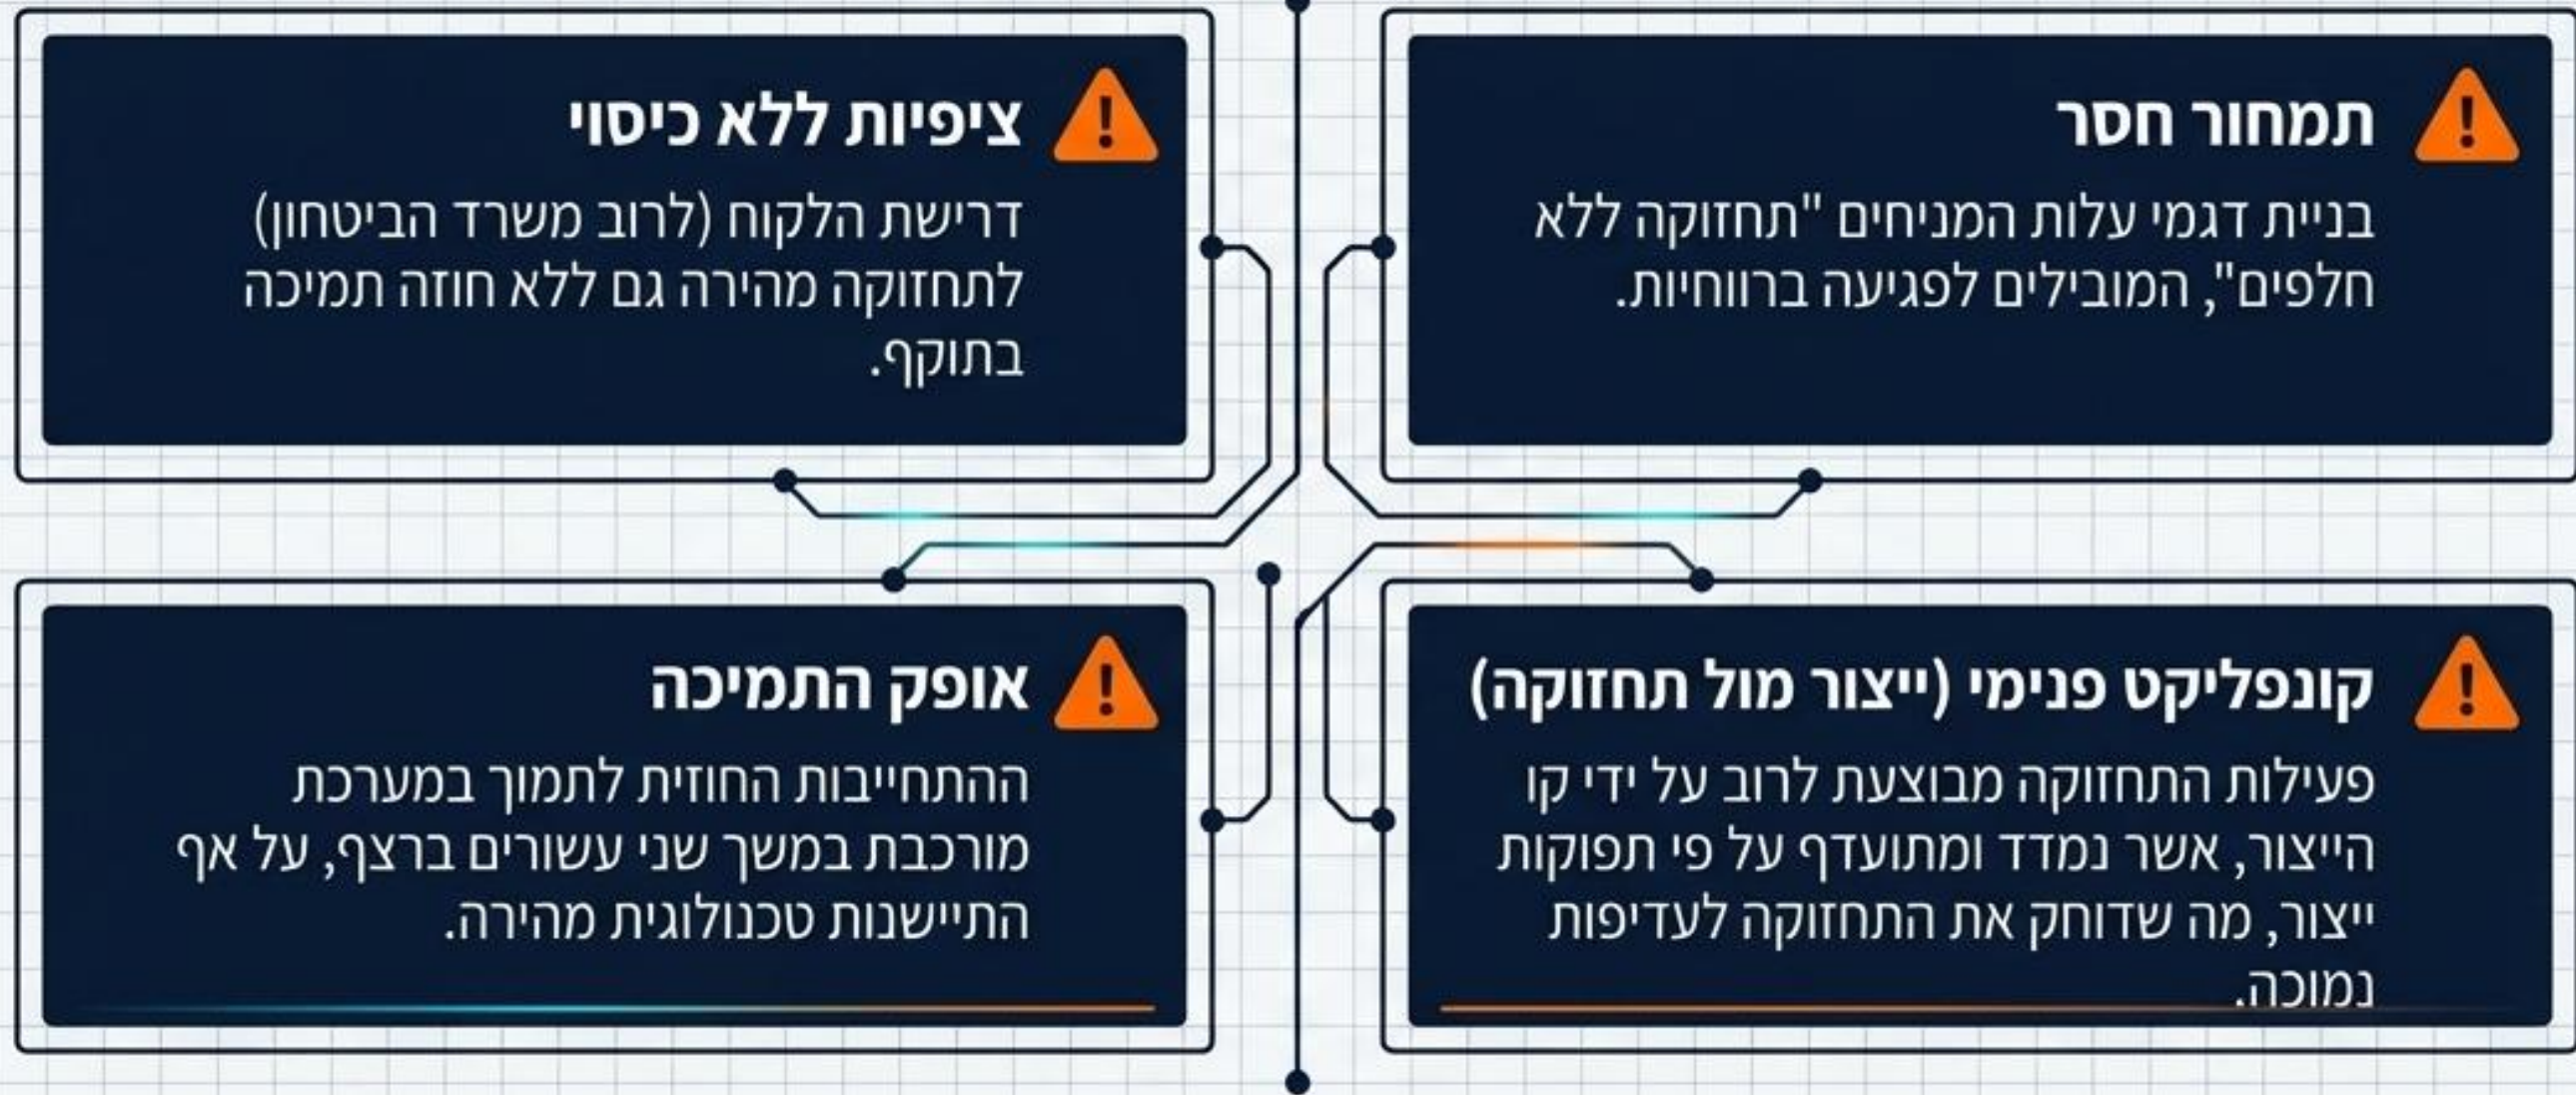 תמחור חסר
בניית דגמי עלות המניחים "תחזוקה ללא
חלפים", המובילים לפגיעה ברווחיות.
ציפיות ללא כיסוי
דרישת הלקוח (לרוב משרד הביטחון)
לתחזוקה מהירה גם ללא חוזה תמיכה
בתוקף.
קונפליקט פנימי (ייצור מול תחזוקה)
פעילות התחזוקה מבוצעת לרוב על ידי קו
הייצור, אשר נמדד ומתועדף על פי תפוקות
ייצור, מה שדוחק את התחזוקה לעדיפות
נמוכה.
אופק התמיכה
ההתחייבות החוזית לתמוך במערכת
מורכבת במשך שני עשורים ברצף, על אף
התיישנות טכנולוגית מהירה.